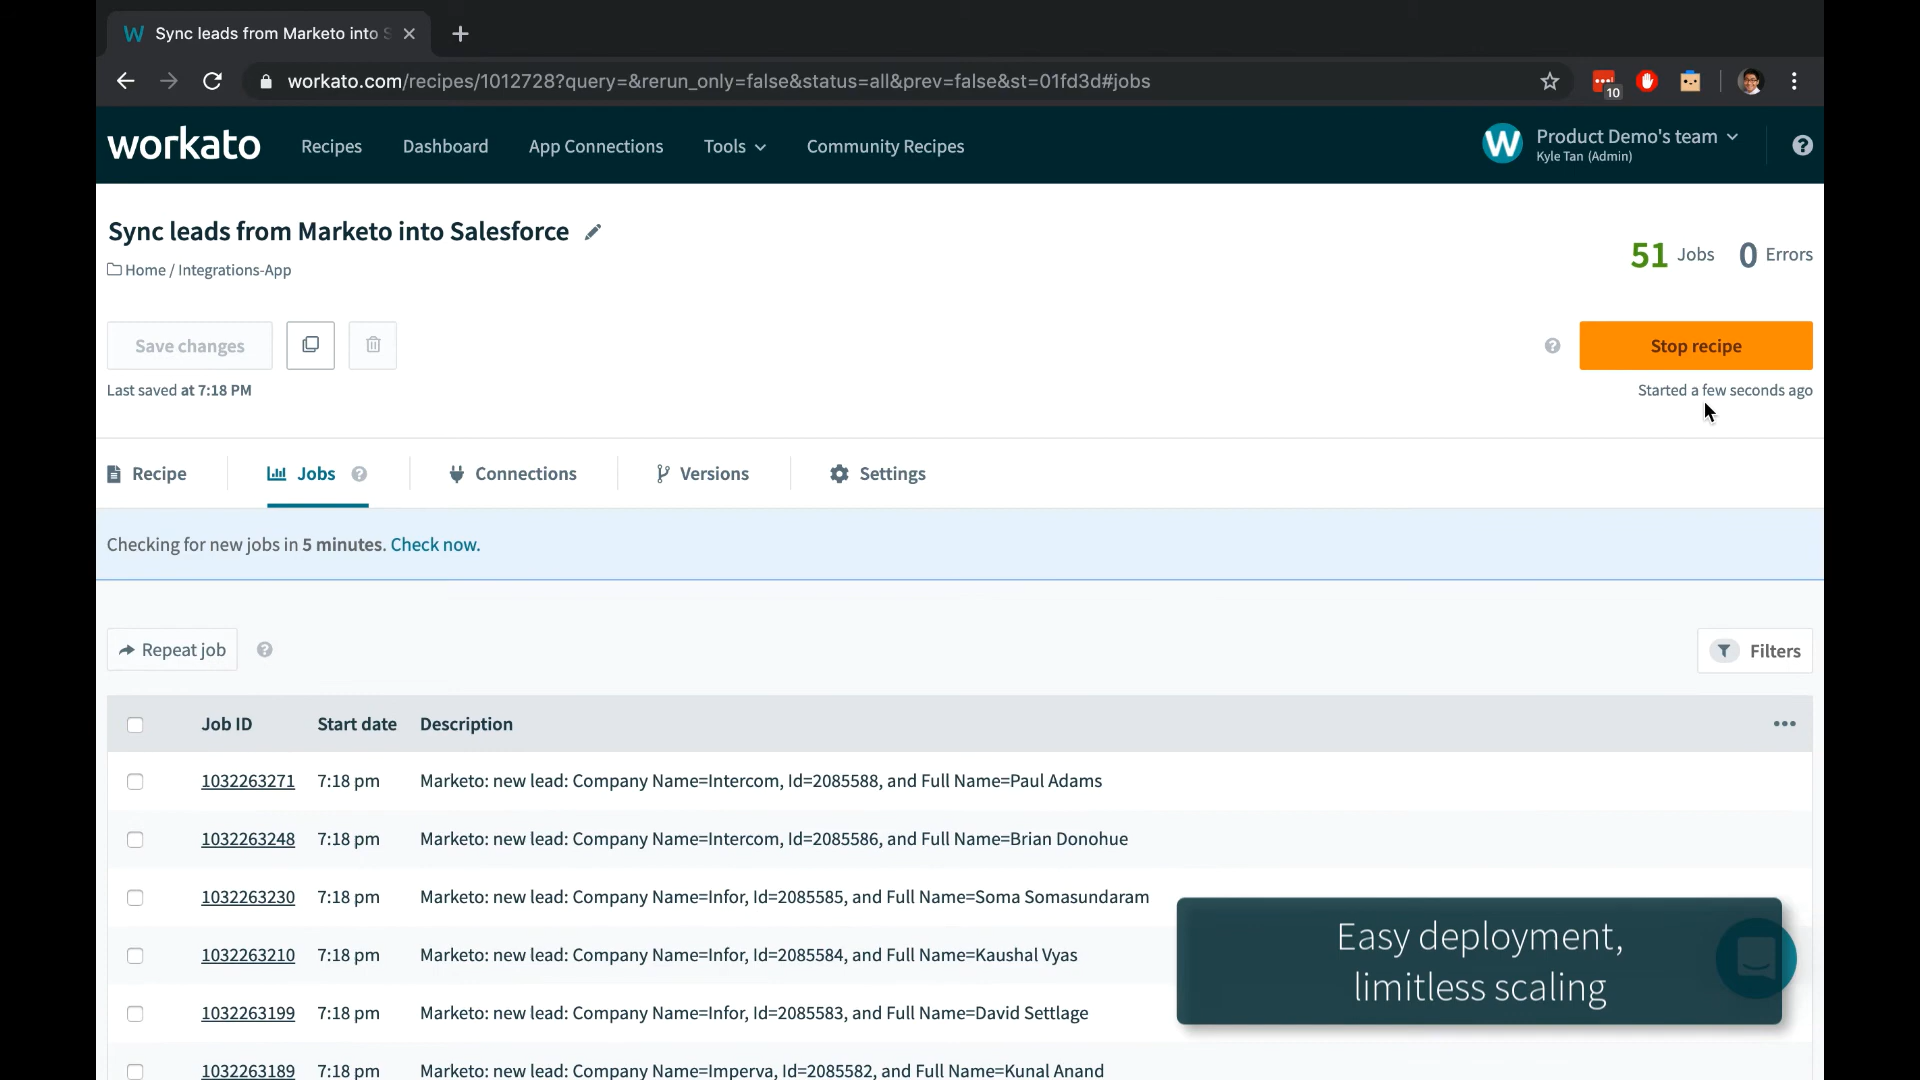 Sync leads from Marketo into S
workato.com/recipes/1012728?query=&rerun_only=false&status=all&prev=false&st=01fd3d#jobs
10
workato
Recipes
Dashboard
App Connections
Tools
Community Recipes
W
Product Demo's team
Kyle Tan (Admin)
Sync leads from Marketo into Salesforce
Home / Integrations-App
51 Jobs 0 Errors
Save changes
Stop recipe
Last saved at 7:18 PM
Started a few seconds ago
Recipe
Jobs
Connections
Versions
Settings
Checking for new jobs in 5 minutes. Check now.
Repeat job
Filters
Job ID Start date Description
1032263271 7:18 pm Marketo: new lead: Company Name=Intercom, Id=2085588, and Full Name=Paul Adams
1032263248 7:18 pm Marketo: new lead: Company Name=Intercom, Id=2085586, and Full Name=Brian Donohue
1032263230 7:18 pm Marketo: new lead: Company Name=Infor, Id=2085585, and Full Name=Soma Somasundaram
1032263210 7:18 pm Marketo: new lead: Company Name=Infor, Id=2085584, and Full Name=Kaushal Vyas
1032263199 7:18 pm Marketo: new lead: Company Name=Infor, Id=2085583, and Full Name=David Settlage
1032263189 7:18 pm Marketo: new lead: Company Name=Imperva, Id=2085582, and Full Name=Kunal Anand
Easy deployment,
limitless scaling